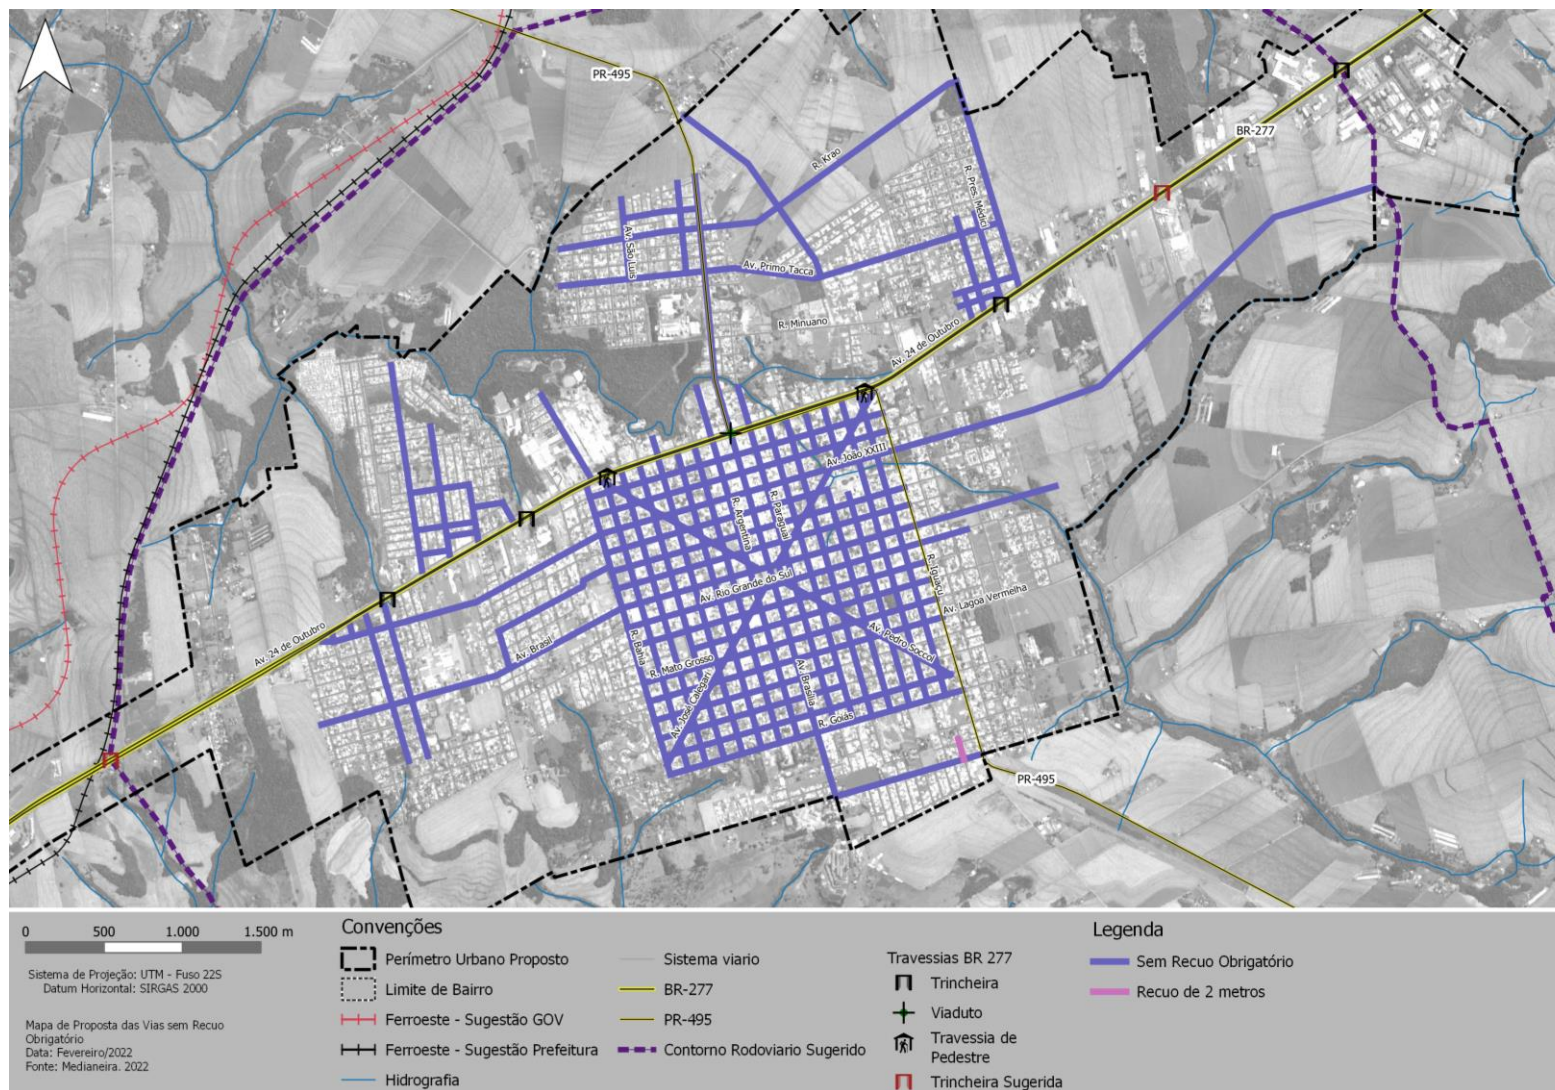 PR-495
BR-277
R. Krao
R. Pres. Médici
Av. São Luis
Av. Primo Tacca
R. Minuano
Av. 24 de Outubro
Av. João XXIII
R. Argentina
R. Paraguai
Av. Rio Grande do Sul
R. Iguaçu
Av. Lagoa Vermelha
Av. 24 de Outubro
Av. Brasil
R. Bahia
R. Mato Grosso
Av. Pedro Soccol
Av. José Calegari
Av. Brasília
R. Goiás
PR-495
0 500 1.000 1.500 m
Sistema de Projeção: UTM - Fuso 22S
Datum Horizontal: SIRGAS 2000
Mapa de Proposta das Vias sem Recuo
Obrigatório
Data: Fevereiro/2022
Fonte: Medianeira. 2022
Convenções
Perímetro Urbano Proposto
Limite de Bairro
Ferroeste - Sugestão GOV
Ferroeste - Sugestão Prefeitura
Hidrografia
Sistema viario
BR-277
PR-495
Contorno Rodoviario Sugerido
Travessias BR 277
Trincheira
Viaduto
Travessia de
Pedestre
Trincheira Sugerida
Legenda
Sem Recuo Obrigatório
Recuo de 2 metros